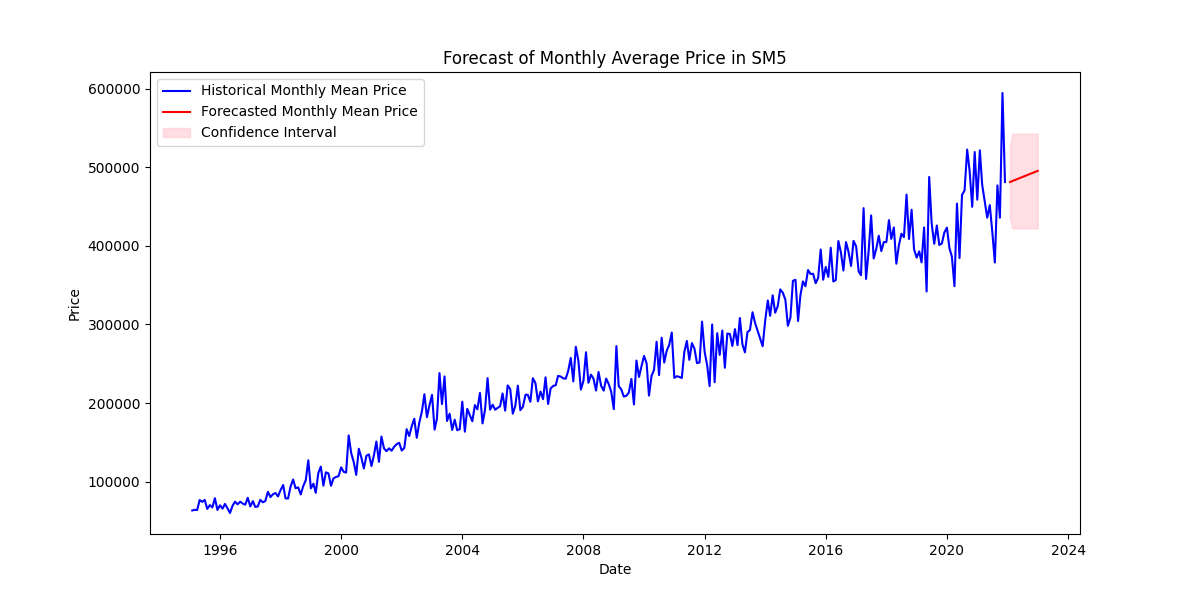 Forecast of Monthly Average Price in SM5
Historical Monthly Mean Price
Forecasted Monthly Mean Price
Confidence Interval
600000
500000
400000
300000
200000
100000
Price
1996 2000 2004 2008 2012 2016 2020 2024
Date